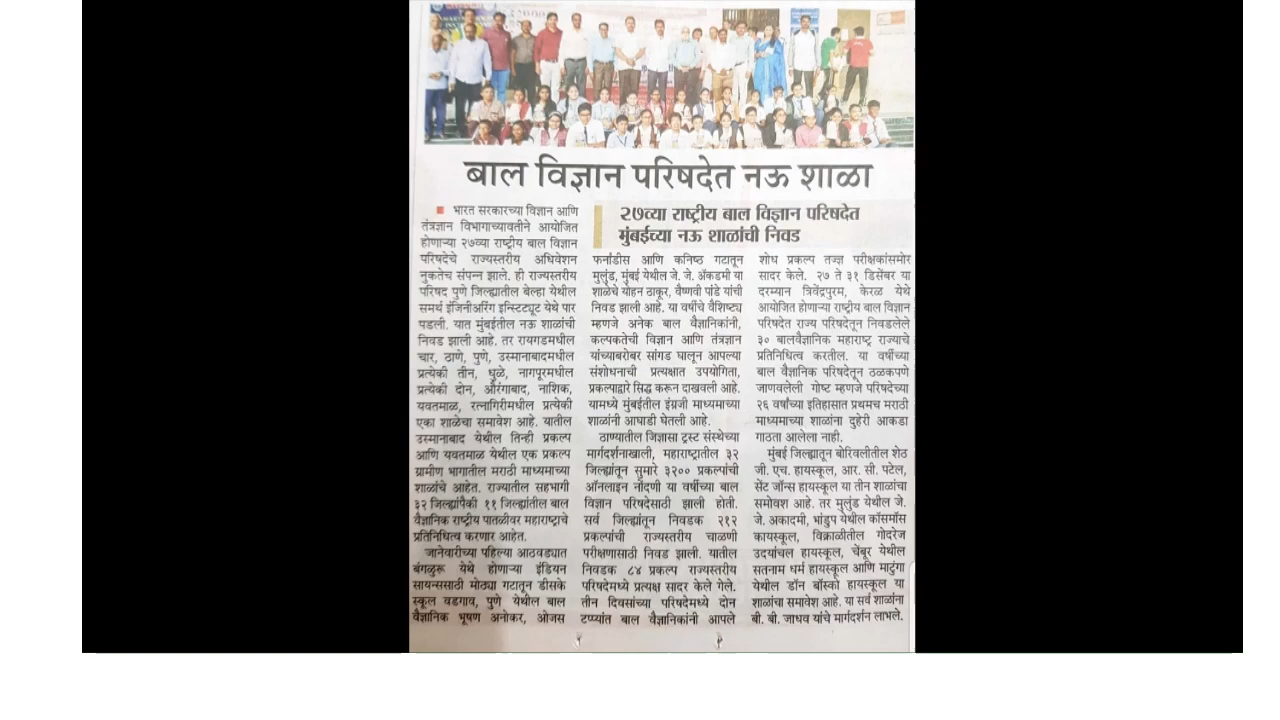 बाल विज्ञान परिषदेत नऊ शाळा
२७व्या राष्ट्रीय बाल विज्ञान परिषदेत
मुंबईच्या नऊ शाळांची निवड
भारत सरकारच्या विज्ञान आणि
तंत्रज्ञान विभागाच्यावतीने आयोजित
होणाऱ्या २७व्या राष्ट्रीय बाल विज्ञान
परिषदेचे राज्यस्तरीय अधिवेशन
नुकतेच संपन्न झाले. ही राज्यस्तरीय
परिषद पुणे जिल्ह्यातील बेल्हा येथील
समर्थ इंजिनीअरिंग इन्स्टिट्यूट येथे पार
पडली. यात मुंबईतील नऊ शाळांची
निवड झाली आहे. तर रायगडमधील
चार, ठाणे, पुणे, उस्मानाबादमधील
प्रत्येकी तीन, धुळे, नागपूरमधील
प्रत्येकी दोन, औरंगाबाद, नाशिक,
यवतमाळ, रत्नागिरीमधील प्रत्येकी
एका शाळेचा समावेश आहे. यातील
उस्मानाबाद येथील तिन्ही प्रकल्प
आणि यवतमाळ येथील एक प्रकल्प
ग्रामीण भागातील मराठी माध्यमाच्या
शाळांचे आहेत. राज्यातील सहभागी
३२ जिल्ह्यांपैकी ११ जिल्ह्यांतील बाल
वैज्ञानिक राष्ट्रीय पातळीवर महाराष्ट्राचे
प्रतिनिधित्व करणार आहेत.
जानेवारीच्या पहिल्या आठवड्यात
बंगळुरू येथे होणाऱ्या इंडियन
सायन्ससाठी मोठ्या गटातून डीसके
स्कूल वडगाव, पुणे येथील बाल
वैज्ञानिक भूषण अनोकर, ओजस
फर्नांडीस आणि कनिष्ठ गटातून
मुलुंड, मुंबई येथील जे. जे. अ‍ॅकडमी या
शाळेचे योहन ठाकूर, वैष्णवी पांडे यांची
निवड झाली आहे. या वर्षीचे वैशिष्ट्य
म्हणजे अनेक बाल वैज्ञानिकांनी,
कल्पकतेची विज्ञान आणि तंत्रज्ञान
यांच्याबरोबर सांगड घालून आपल्या
संशोधनाची प्रत्यक्षात उपयोगिता,
प्रकल्पाद्वारे सिद्ध करून दाखवली आहे.
यामध्ये मुंबईतील इंग्रजी माध्यमाच्या
शाळांनी आघाडी घेतली आहे.
ठाण्यातील जिज्ञासा ट्रस्ट संस्थेच्या
मार्गदर्शनाखाली, महाराष्ट्रातील ३२
जिल्ह्यांतून सुमारे ३२०० प्रकल्पांची
ऑनलाइन नोंदणी या वर्षीच्या बाल
विज्ञान परिषदेसाठी झाली होती.
सर्व जिल्ह्यांतून निवडक २१२
प्रकल्पांची राज्यस्तरीय चाळणी
परीक्षणासाठी निवड झाली. यातील
निवडक ८४ प्रकल्प राज्यस्तरीय
परिषदेमध्ये प्रत्यक्ष सादर केले गेले.
तीन दिवसांच्या परिषदेमध्ये दोन
टप्प्यांत बाल वैज्ञानिकांनी आपले
शोध प्रकल्प तज्ज्ञ परीक्षकांसमोर
सादर केले. २७ ते ३१ डिसेंबर या
दरम्यान त्रिवेंद्रपुरम, केरळ येथे
आयोजित होणाऱ्या राष्ट्रीय बाल विज्ञान
परिषदेत राज्य परिषदेतून निवडलेले
३० बालवैज्ञानिक महाराष्ट्र राज्याचे
प्रतिनिधित्व करतील. या वर्षीच्या
बाल वैज्ञानिक परिषदेतून ठळकपणे
जाणवलेली गोष्ट म्हणजे परिषदेच्या
२६ वर्षांच्या इतिहासात प्रथमच मराठी
माध्यमाच्या शाळांना दुहेरी आकडा
गाठता आलेला नाही.
मुंबई जिल्ह्यातून बोरिवलीतील शेठ
जी. एच. हायस्कूल, आर. सी. पटेल,
सेंट जॉन्स हायस्कूल या तीन शाळांचा
समोवश आहे. तर मुलुंड येथील जे.
जे. अकादमी, भांडुप येथील कॉसमॉस
कायस्कूल, विक्राळीतील गोदरेज
उदयांचल हायस्कूल, चेंबूर येथील
सतनाम धर्म हायस्कूल आणि माटुंगा
येथील डॉन बॉस्को हायस्कूल या
शाळांचा समावेश आहे. या सर्व शाळांना
बी. बी. जाधव यांचे मार्गदर्शन लाभले.